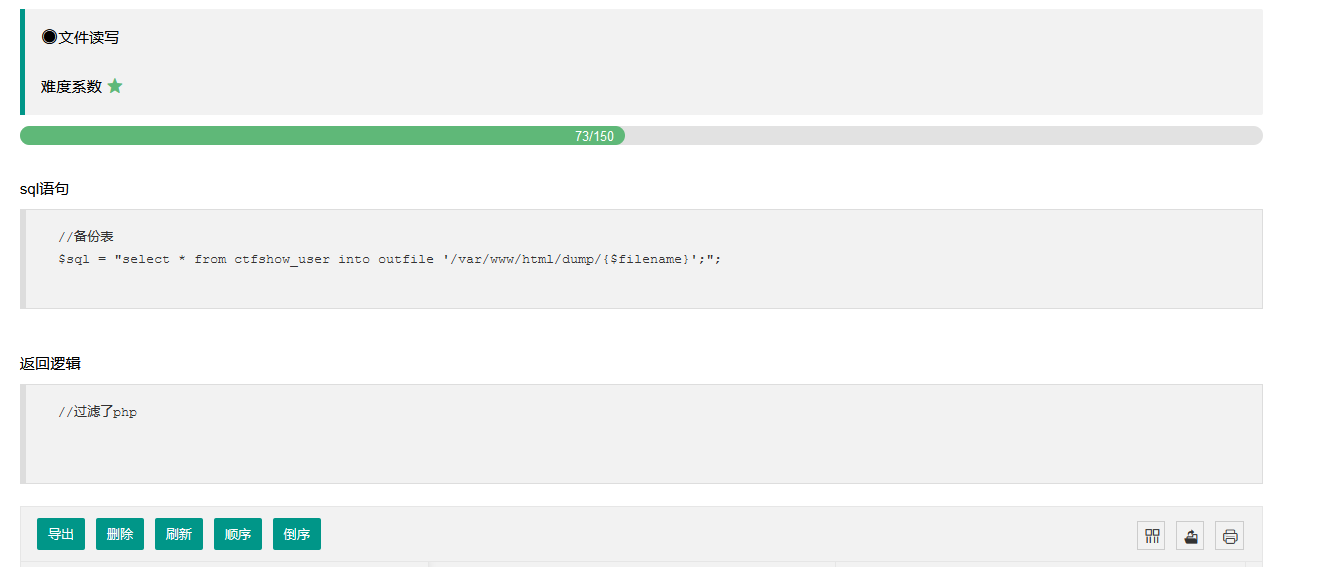 ◉文件读写
难度系数 ★
73/150
sql语句
//备份表
$sql = "select * from ctfshow_user into outfile '/var/www/html/dump/{$filename}';";
返回逻辑
//过滤了php
导出 删除 刷新 顺序 倒序